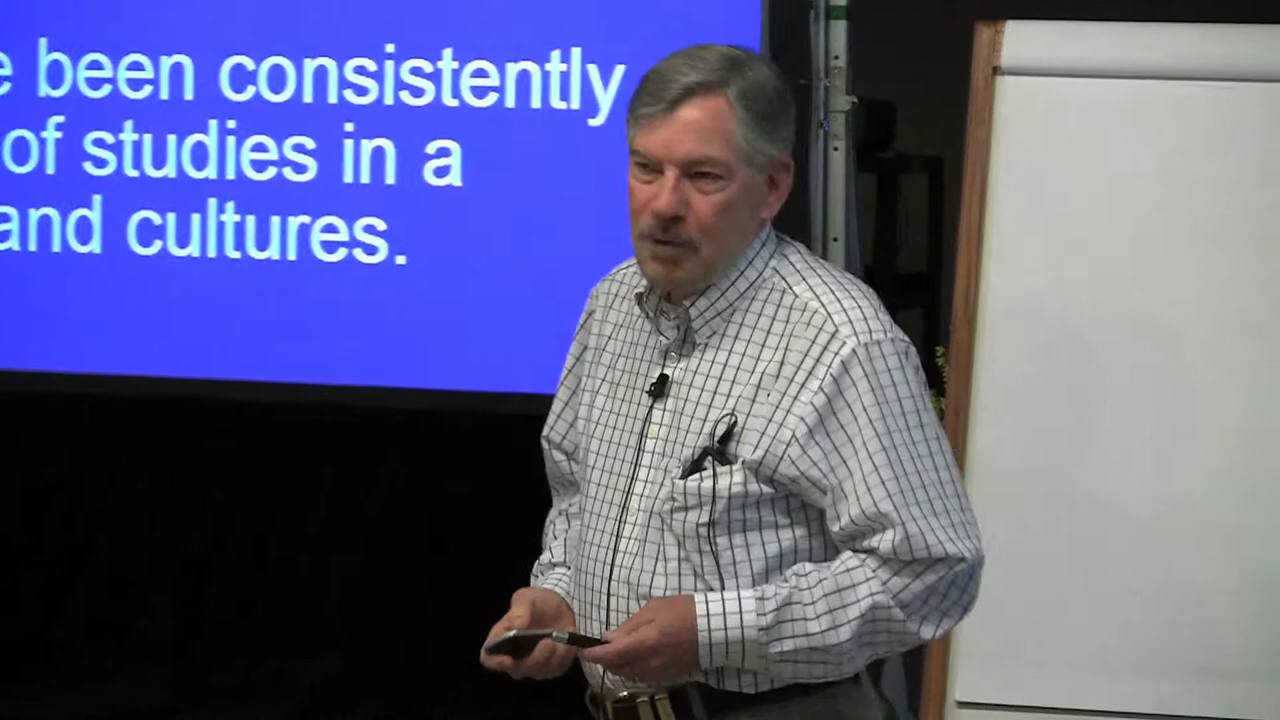 been consistently
of studies in a
and cultures.